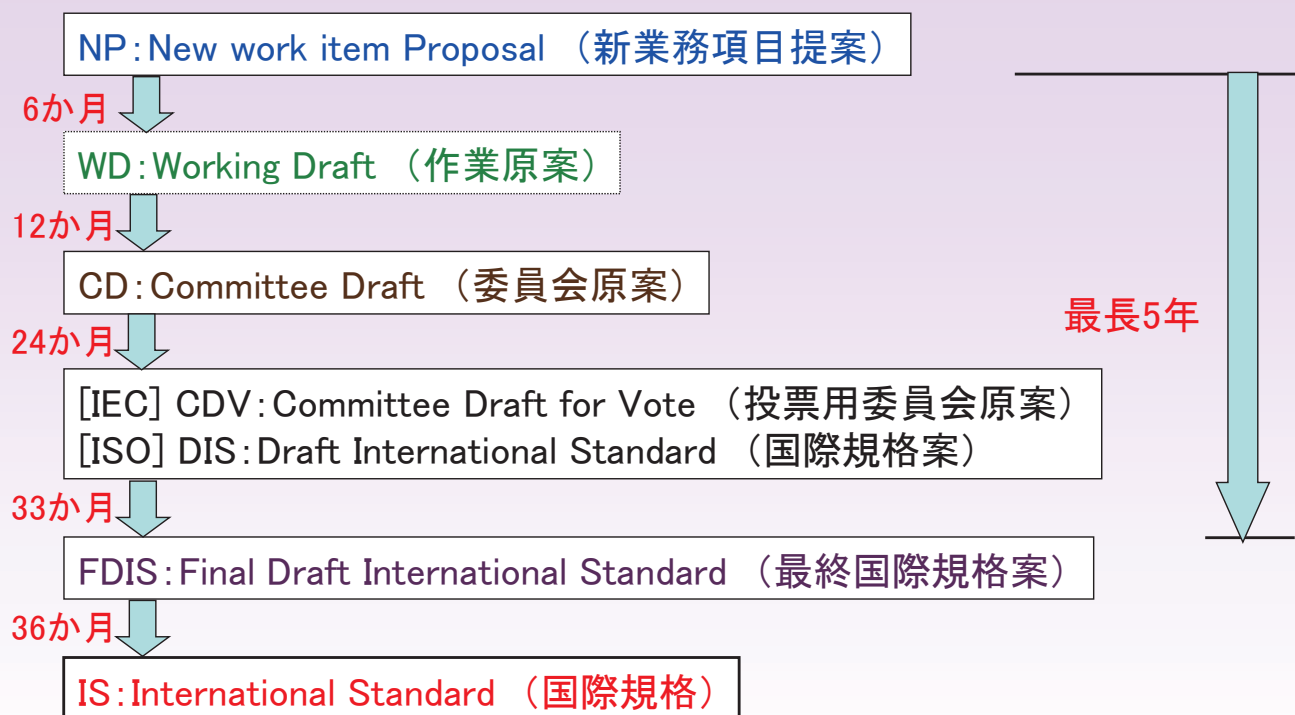 NP:New work item Proposal （新業務項目提案）
6か月
WD:Working Draft （作業原案）
12か月
CD:Committee Draft （委員会原案）
24か月
最長5年
[IEC] CDV:Committee Draft for Vote （投票用委員会原案）
[ISO] DIS:Draft International Standard （国際規格案）
33か月
FDIS:Final Draft International Standard （最終国際規格案）
36か月
IS:International Standard （国際規格）